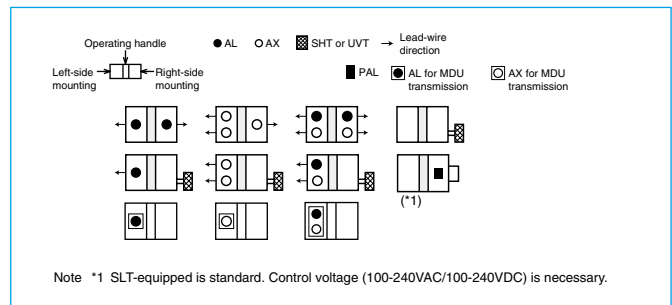 Operating handle
AL AX SHT or UVT Lead-wire direction
Left-side mounting Right-side mounting
PAL AL for MDU transmission AX for MDU transmission
(*1)
Note *1 SLT-equipped is standard. Control voltage (100-240VAC/100-240VDC) is necessary.